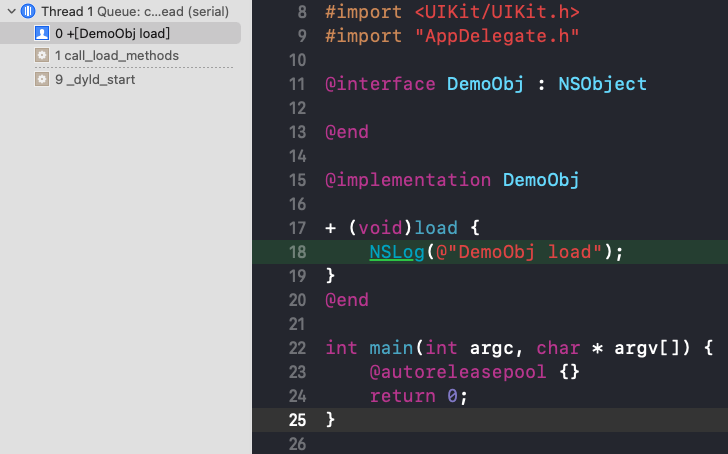 Thread 1 Queue: c...ead (serial)
0 +[DemoObj load]
1 call_load_methods
9 _dyld_start
8 #import <UIKit/UIKit.h>
9 #import "AppDelegate.h"
10
11 @interface DemoObj : NSObject
12
13 @end
14
15 @implementation DemoObj
16
17 + (void)load {
18     NSLog(@"DemoObj load");
19 }
20 @end
21
22 int main(int argc, char * argv[]) {
23     @autoreleasepool {}
24     return 0;
25 }
26